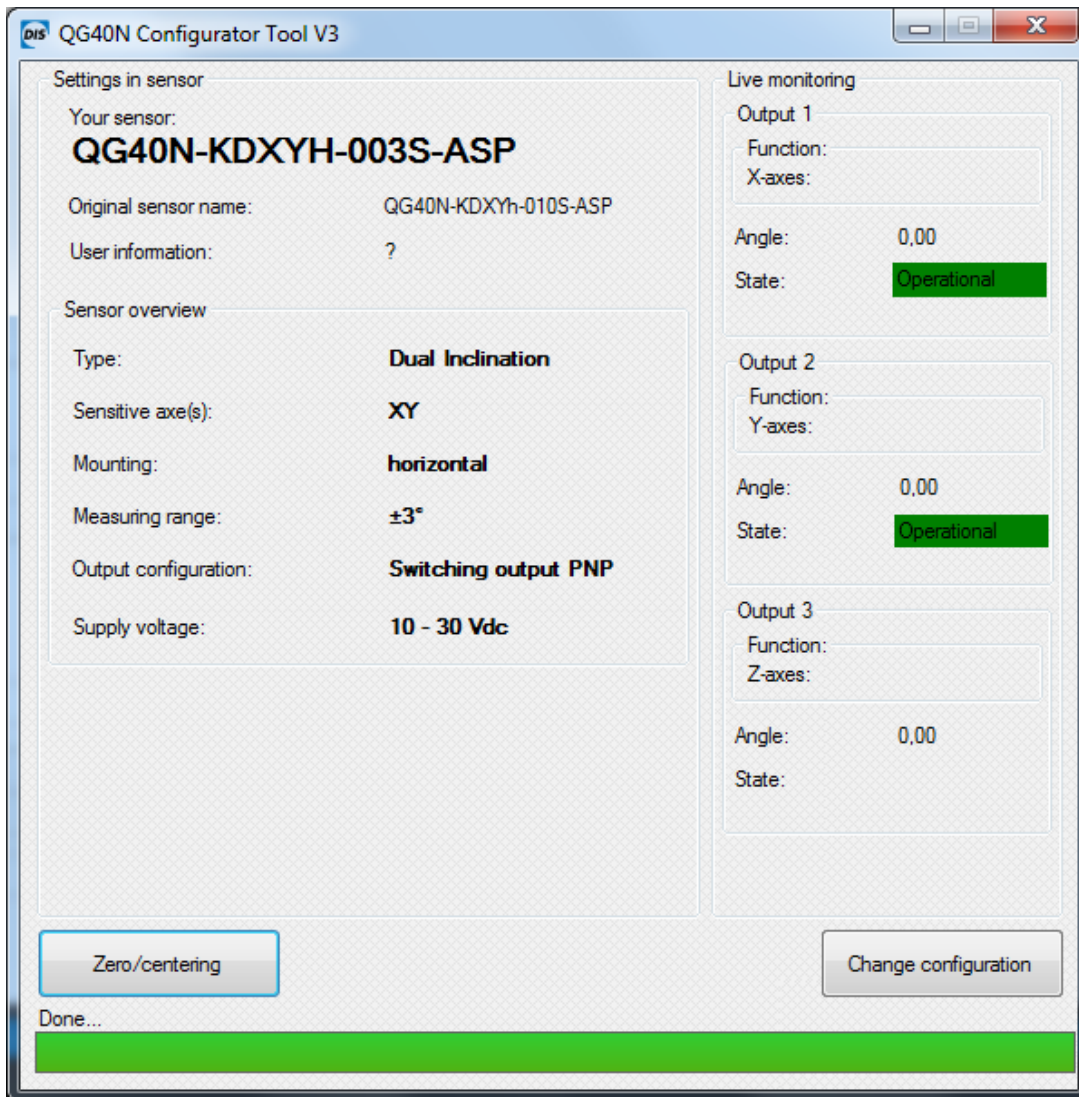 DIS QG40N Configurator Tool V3
Settings in sensor
Your sensor:
QG40N-KDXYH-003S-ASP
Original sensor name: QG40N-KDXYh-010S-ASP
User information: ?
Sensor overview
Type: Dual Inclination
Sensitive axe(s): XY
Mounting: horizontal
Measuring range: ±3°
Output configuration: Switching output PNP
Supply voltage: 10 - 30 Vdc
Live monitoring
Output 1
Function:
X-axes:
Angle: 0,00
State: Operational
Output 2
Function:
Y-axes:
Angle: 0,00
State: Operational
Output 3
Function:
Z-axes:
Angle: 0,00
State:
Zero/centering
Change configuration
Done...